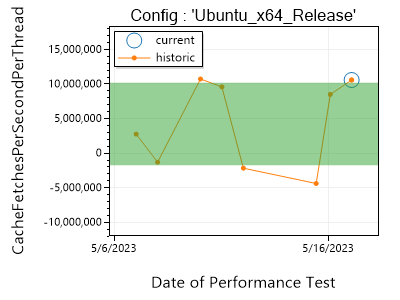 Config : 'Ubuntu_x64_Release'
current
historic
CacheFetchesPerSecondPerThread
15,000,000
10,000,000
5,000,000
0
-5,000,000
-10,000,000
5/6/2023
5/16/2023
Date of Performance Test